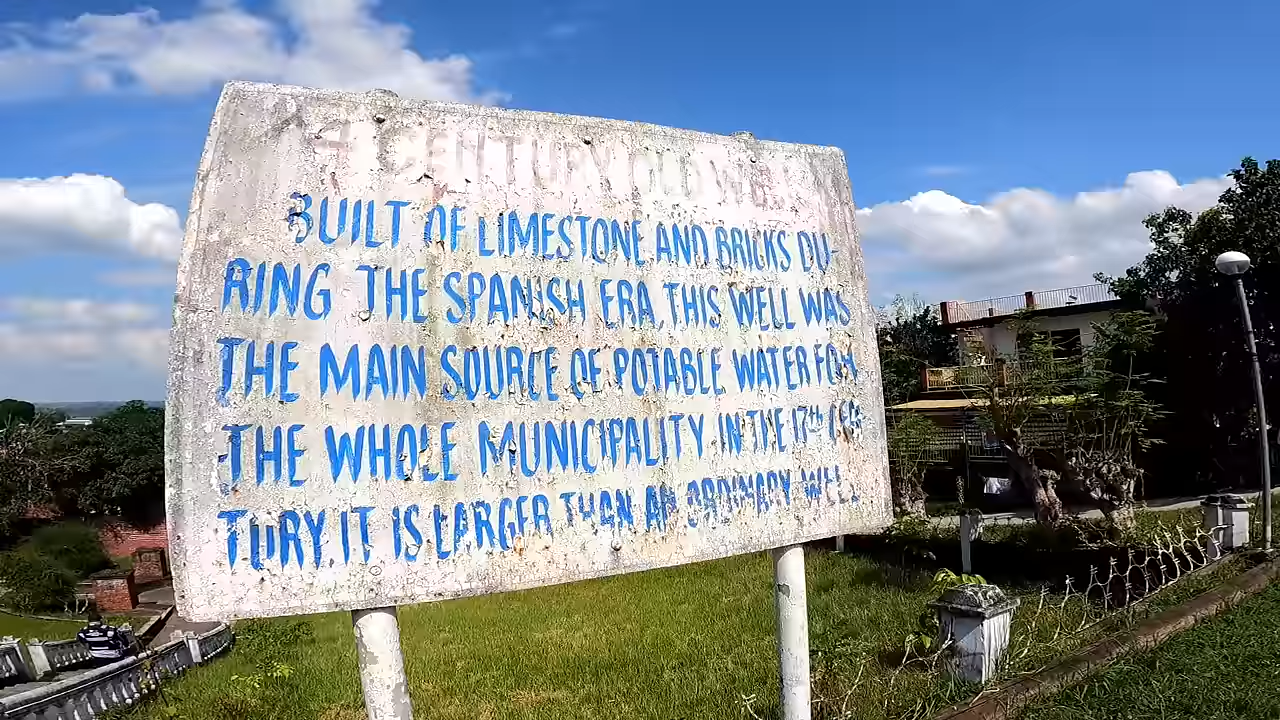 CENTURY OLD
BUILT OF LIMESTONE AND BRICKS DU-
RING THE SPANISH ERA, THIS WELL WAS
THE MAIN SOURCE OF POTABLE WATER FOR
THE WHOLE MUNICIPALITY IN THE 17th CEN
TURY IT IS LARGER THAN AN ORDINARY WELL